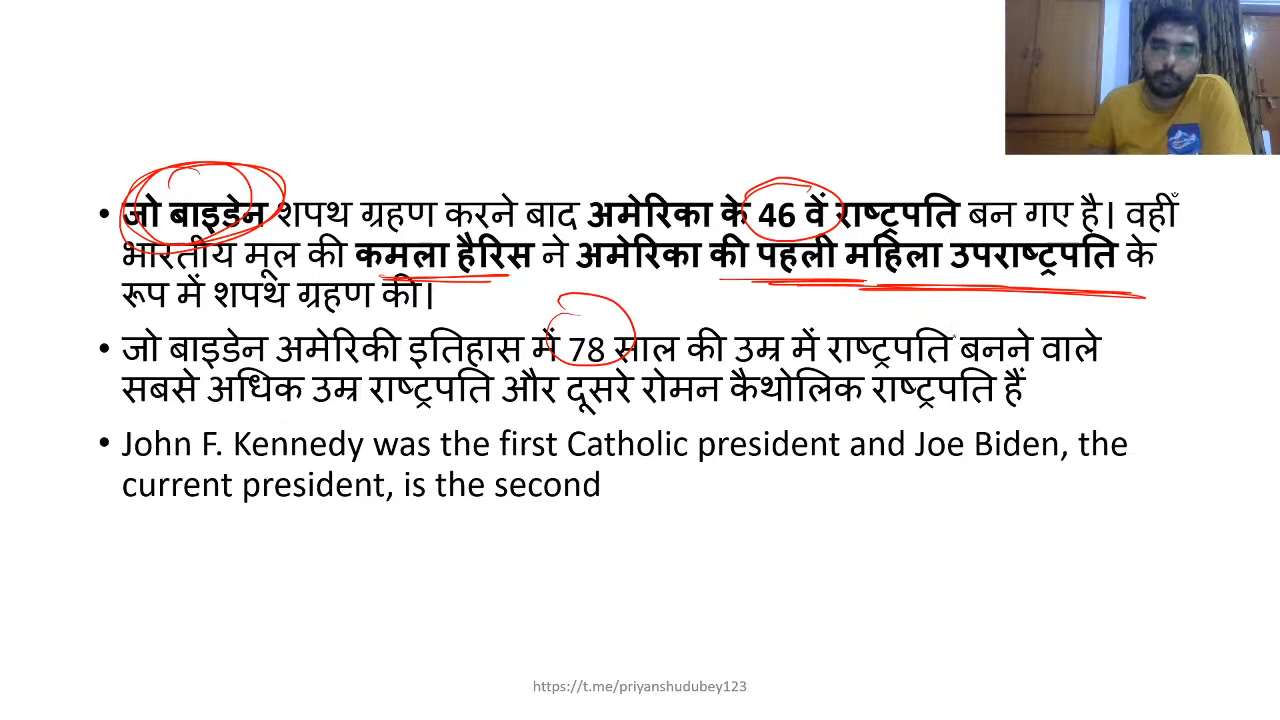 • जो बाइडेन शपथ ग्रहण करने बाद अमेरिका के 46 वें राष्ट्रपति बन गए है। वहीँ
भारतीय मूल की कमला हैरिस ने अमेरिका की पहली महिला उपराष्ट्रपति के
रूप में शपथ ग्रहण की।
• जो बाइडेन अमेरिकी इतिहास में 78 साल की उम्र में राष्ट्रपति बनने वाले
सबसे अधिक उम्र राष्ट्रपति और दूसरे रोमन कैथोलिक राष्ट्रपति हैं
• John F. Kennedy was the first Catholic president and Joe Biden, the
current president, is the second
https://t.me/priyanshudubey123